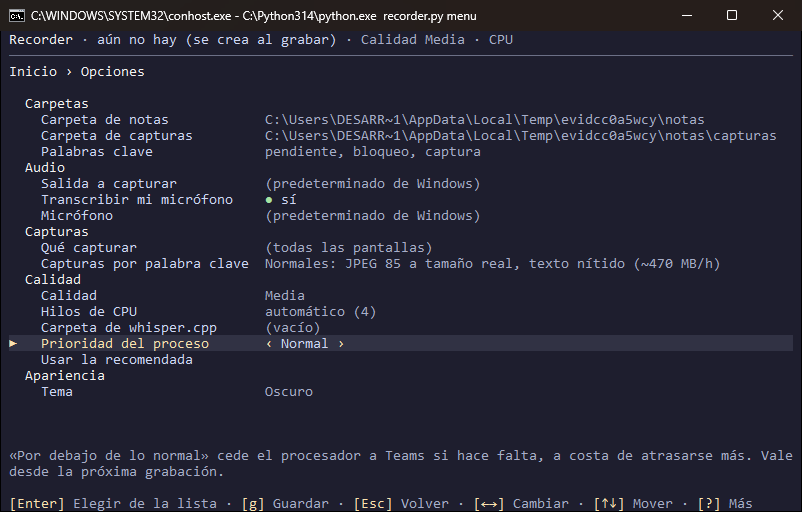 C:\WINDOWS\SYSTEM32\conhost.exe - C:\Python314\python.exe recorder.py menu
Recorder · aún no hay (se crea al grabar) · Calidad Media · CPU
Inicio › Opciones
Carpetas
Carpeta de notas C:\Users\DESARR~1\AppData\Local\Temp\evidcc0a5wcy\notas
Carpeta de capturas C:\Users\DESARR~1\AppData\Local\Temp\evidcc0a5wcy\notas\capturas
Palabras clave pendiente, bloqueo, captura
Audio
Salida a capturar (predeterminado de Windows)
Transcribir mi micrófono ● sí
Micrófono (predeterminado de Windows)
Capturas
Qué capturar (todas las pantallas)
Capturas por palabra clave Normales: JPEG 85 a tamaño real, texto nítido (~470 MB/h)
Calidad
Calidad Media
Hilos de CPU automático (4)
Carpeta de whisper.cpp (vacío)
► Prioridad del proceso ‹ Normal ›
Usar la recomendada
Apariencia
Tema Oscuro
«Por debajo de lo normal» cede el procesador a Teams si hace falta, a costa de atrasarse más. Vale
desde la próxima grabación.
[Enter] Elegir de la lista · [g] Guardar · [Esc] Volver · [↔] Cambiar · [↑↓] Mover · [?] Más